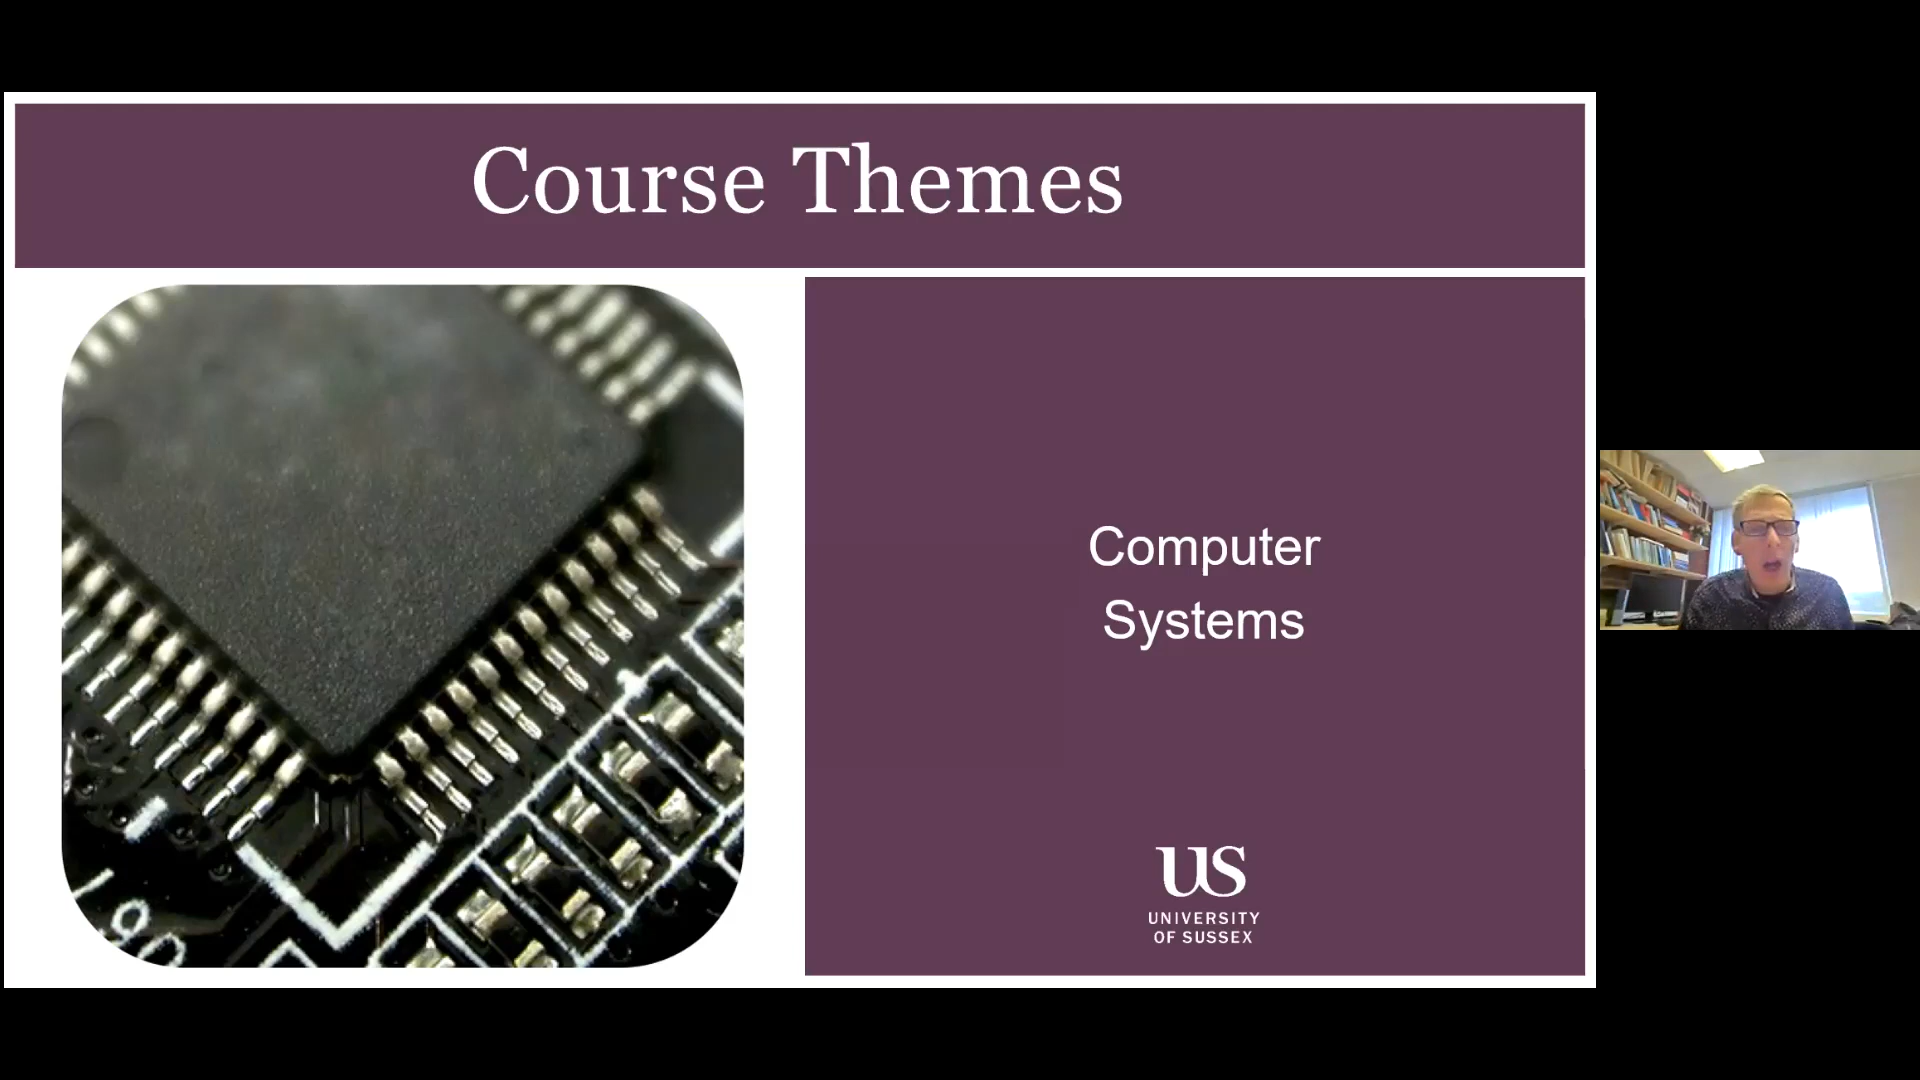 Course Themes
Computer
Systems
US
UNIVERSITY
OF SUSSEX